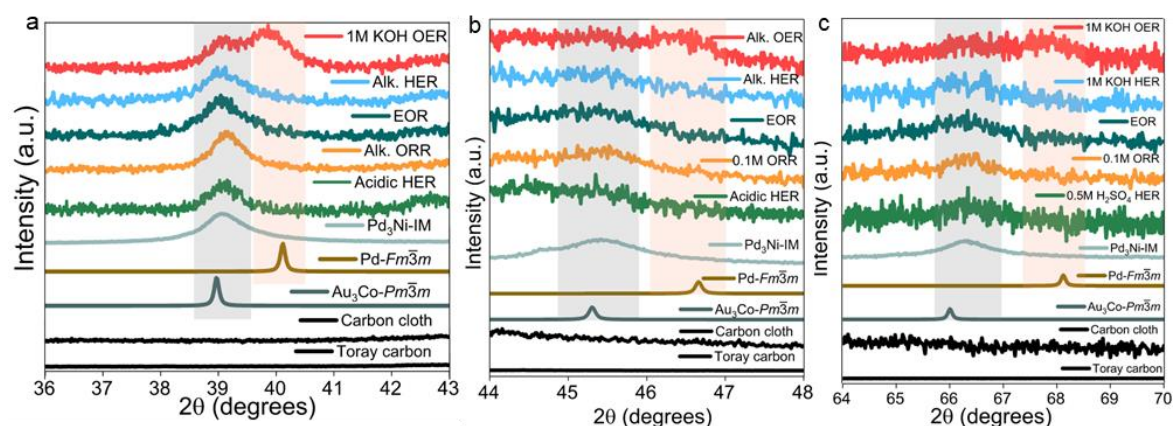 a
1M KOH OER
Alk. HER
EOR
Alk. ORR
Acidic HER
Pd₃Ni-IM
Pd-Fm3̅m
Au₃Co-Pm3̅m
Carbon cloth
Toray carbon
Intensity (a.u.)
36 37 38 39 40 41 42 43
2θ (degrees)
b
Alk. OER
Alk. HER
EOR
0.1M ORR
Acidic HER
Pd₃Ni-IM
Pd-Fm3̅m
Au₃Co-Pm3̅m
Carbon cloth
Toray carbon
Intensity (a.u.)
44 45 46 47 48
2θ (degrees)
c
1M KOH OER
1M KOH HER
EOR
0.1M ORR
0.5M H₂SO₄ HER
Pd₃Ni-IM
Pd-Fm3̅m
Au₃Co-Pm3̅m
Carbon cloth
Toray carbon
Intensity (a.u.)
64 65 66 67 68 69 70
2θ (degrees)